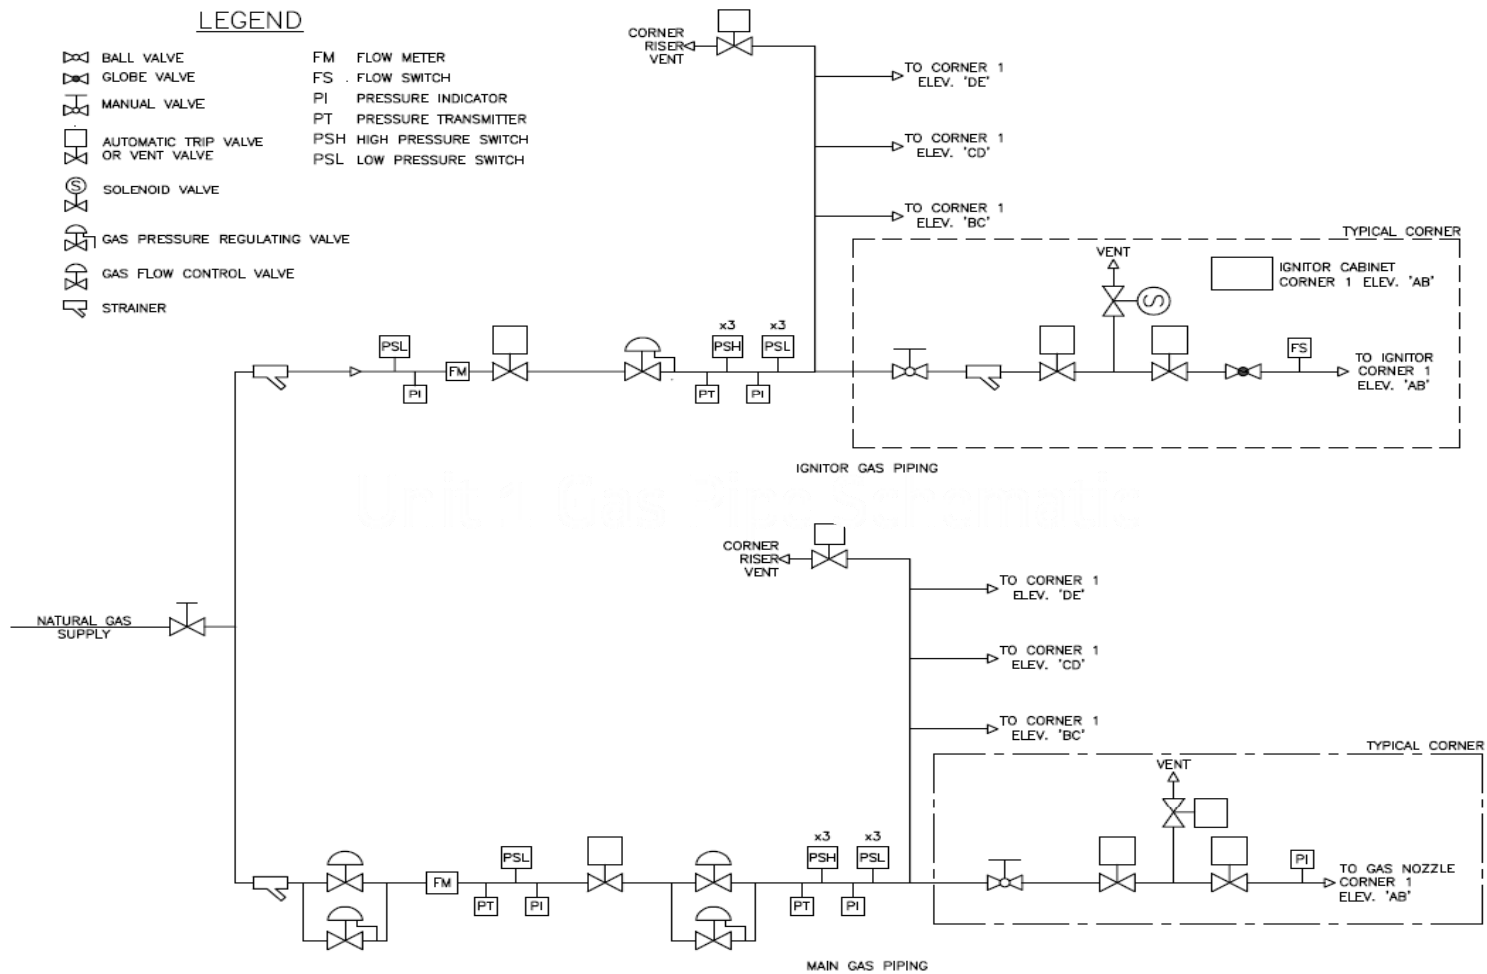 LEGEND
BALL VALVE
GLOBE VALVE
MANUAL VALVE
AUTOMATIC TRIP VALVE
OR VENT VALVE
S
SOLENOID VALVE
GAS PRESSURE REGULATING VALVE
GAS FLOW CONTROL VALVE
STRAINER
FM FLOW METER
FS . FLOW SWITCH
PI PRESSURE INDICATOR
PT PRESSURE TRANSMITTER
PSH HIGH PRESSURE SWITCH
PSL LOW PRESSURE SWITCH
CORNER
RISER
VENT
TO CORNER 1
ELEV. 'DE'
TO CORNER 1
ELEV. 'CD'
TO CORNER 1
ELEV. 'BC'
TYPICAL CORNER
VENT
S
IGNITOR CABINET
CORNER 1 ELEV. 'AB'
PSL
PI
FM
x3
PSH
x3
PSL
PT
PI
FS
TO IGNITOR
CORNER 1
ELEV. 'AB'
IGNITOR GAS PIPING
Unit 1 Gas Pipe Schematic
NATURAL GAS
SUPPLY
CORNER
RISER
VENT
TO CORNER 1
ELEV. 'DE'
TO CORNER 1
ELEV. 'CD'
TO CORNER 1
ELEV. 'BC'
TYPICAL CORNER
VENT
FM
PSL
PT
PI
x3
PSH
x3
PSL
PT
PI
PI
TO GAS NOZZLE
CORNER 1
ELEV. 'AB'
MAIN GAS PIPING